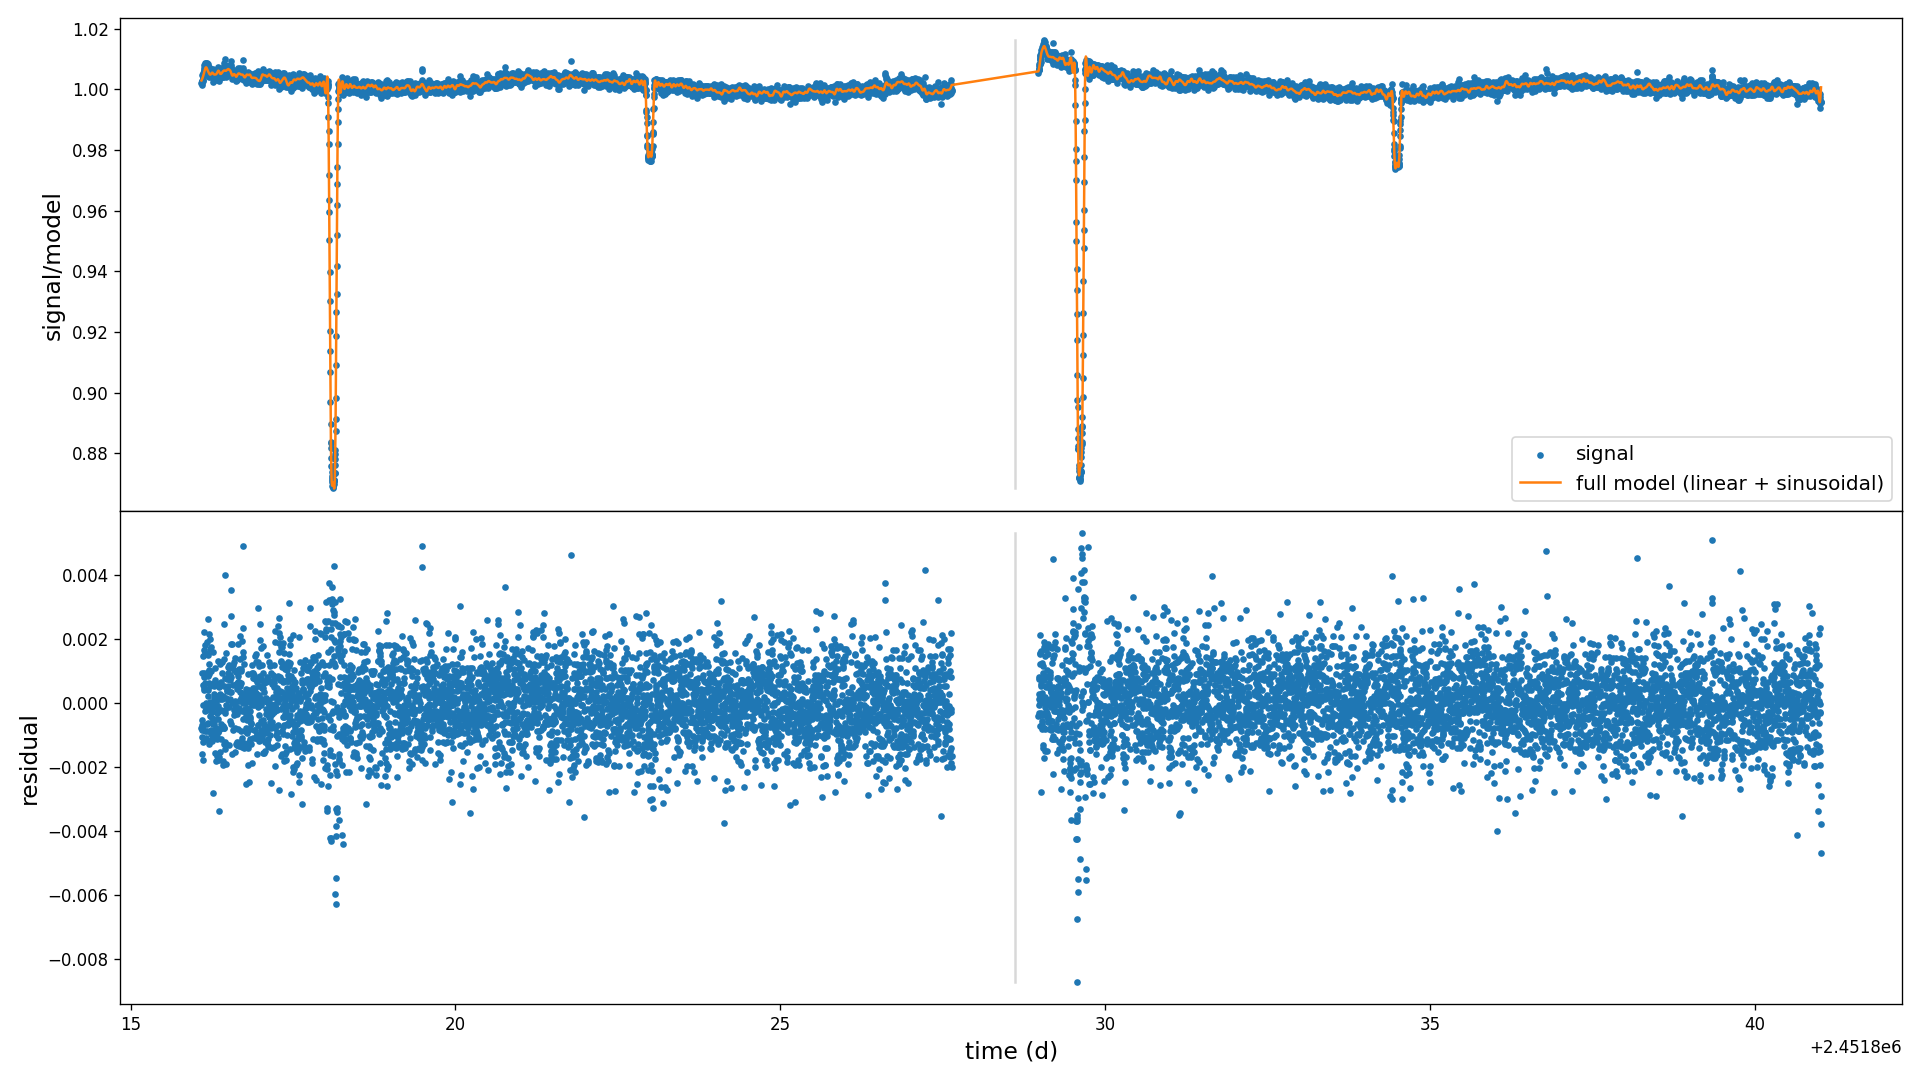 1.02
1.00
0.98
0.96
0.94
0.92
0.90
0.88
signal/model
signal
full model (linear + sinusoidal)
0.004
0.002
0.000
−0.002
−0.004
−0.006
−0.008
residual
15 20 25 30 35 40
time (d)
+2.4518e6